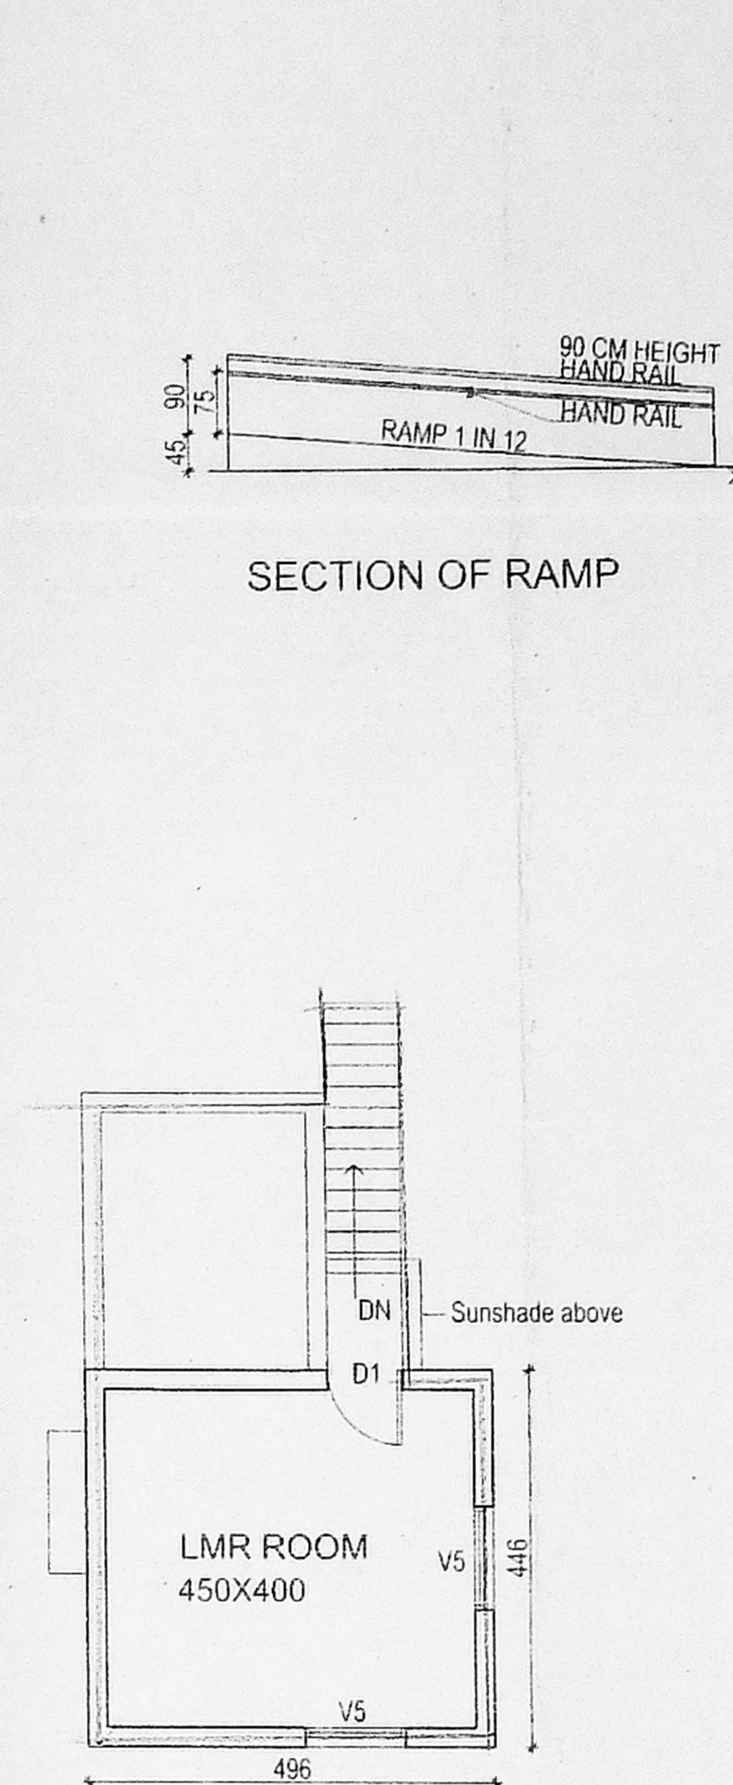 90 CM HEIGHT
HAND RAIL
90
75
HAND RAIL
RAMP 1 IN 12
45
SECTION OF RAMP
DN
Sunshade above
D1
LMR ROOM
450X400
V5
446
V5
496